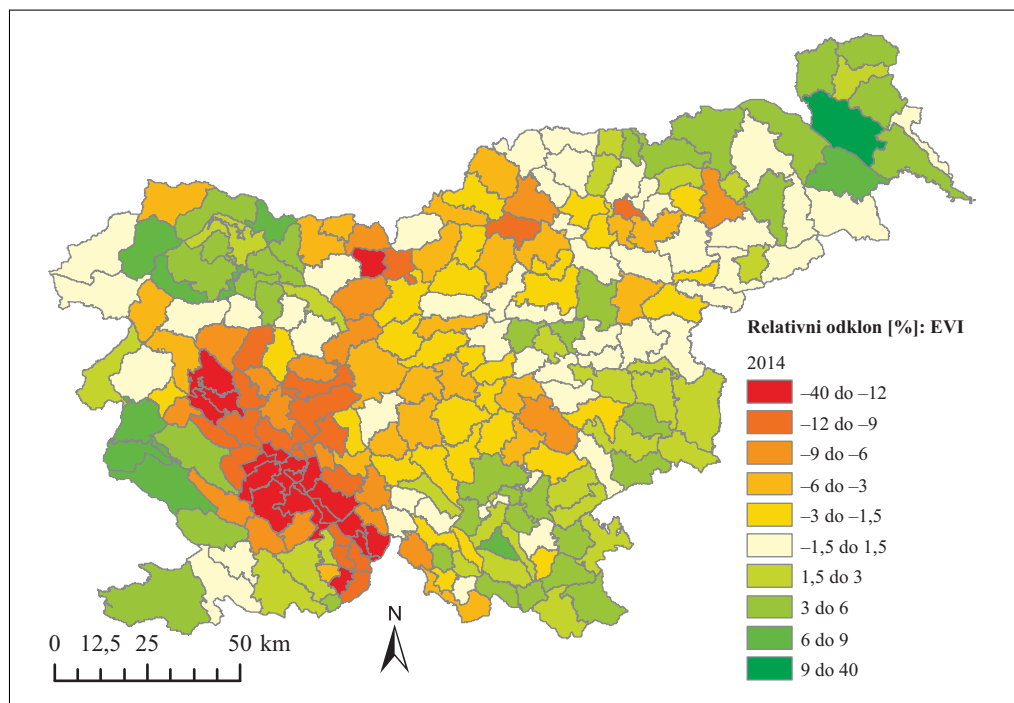 Relativni odklon [%]: EVI
2014
–40 do –12
–12 do –9
–9 do –6
–6 do –3
–3 do –1,5
–1,5 do 1,5
1,5 do 3
3 do 6
6 do 9
9 do 40
N
0 12,5 25 50 km